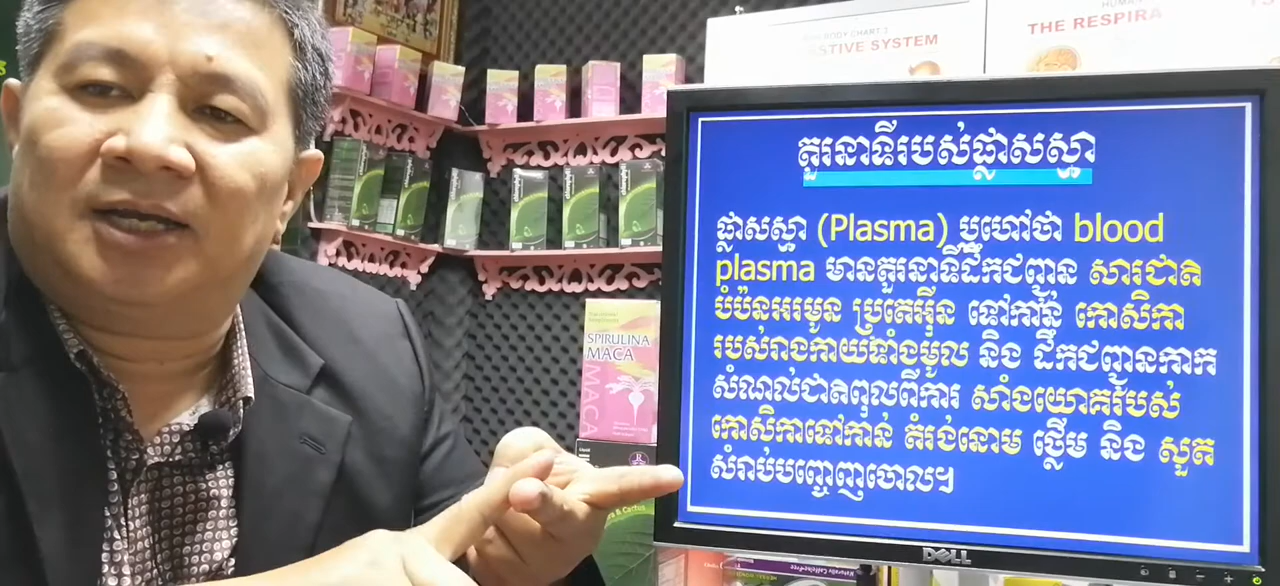 STIVE SYSTEM
THE RESPIRA
តួរនាទីរបស់ផ្លាសស្មា
ផ្លាសស្មា (Plasma) ឬហៅថា blood
plasma មានតួរនាទីដឹកជញ្ជូន សារជាតិ
បំប៉នអរមូន ប្រូតេអ៊ីន ទៅកាន់ កោសិកា
របស់រាងកាយទាំងមូល និង ដឹកជញ្ជូនកាក
សំណល់ជាតិពុលពីការ សាំងយោគរបស់
កោសិកាទៅកាន់ តំរង់នោម ថ្លើម និង សួត
សំរាប់បញ្ចេញចោល។
SPIRULINA
MACA
MACA
DELL